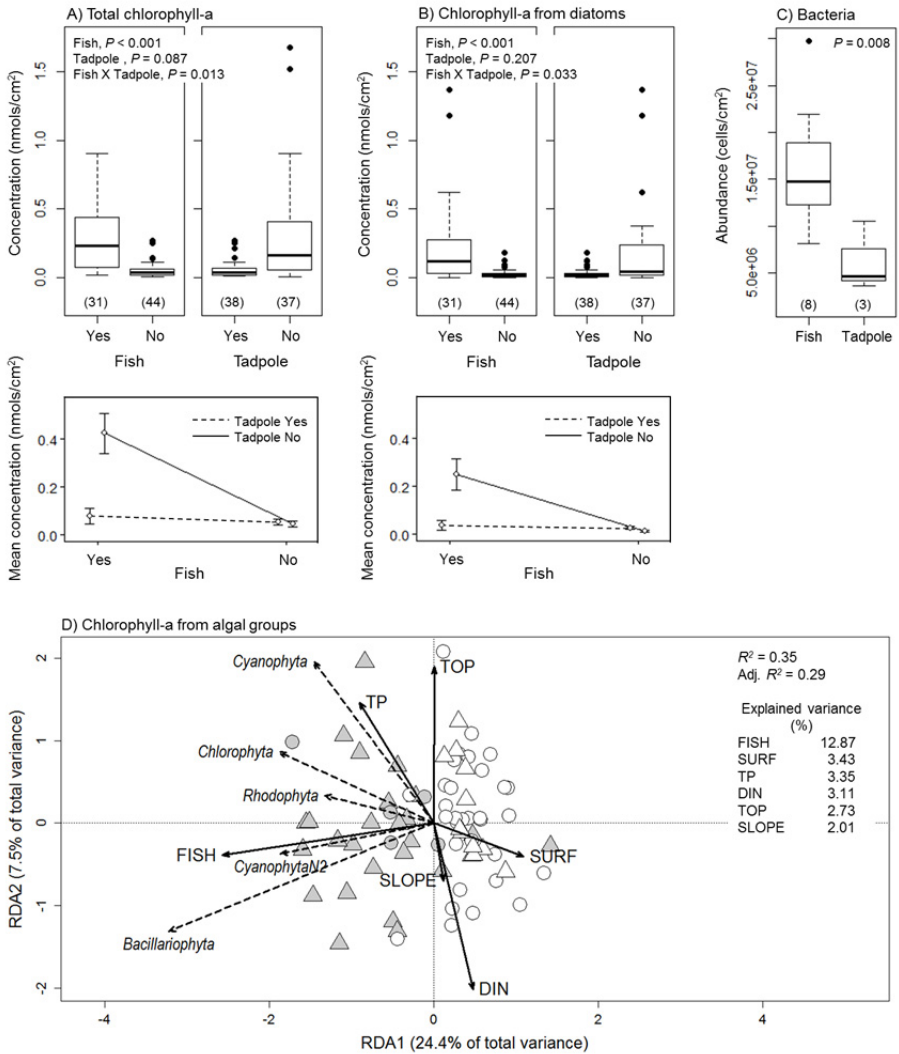 A) Total chlorophyll-a
Fish, P < 0.001
Tadpole , P = 0.087
Fish X Tadpole, P = 0.013
Concentration (nmols/cm²)
1.5
1.0
0.5
0.0
(31) (44) (38) (37)
Yes No Yes No
Fish Tadpole
B) Chlorophyll-a from diatoms
Fish, P < 0.001
Tadpole, P = 0.207
Fish X Tadpole, P = 0.033
Concentration (nmols/cm²)
1.5
1.0
0.5
0.0
(31) (44) (38) (37)
Yes No Yes No
Fish Tadpole
C) Bacteria
P = 0.008
Abundance (cells/cm²)
2.5e+07
1.5e+07
5.0e+06
(8) (3)
Fish Tadpole
Mean concentration (nmols/cm²)
0.4
0.2
0.0
Tadpole Yes
Tadpole No
Yes No
Fish
Mean concentration (nmols/cm²)
0.4
0.2
0.0
Tadpole Yes
Tadpole No
Yes No
Fish
D) Chlorophyll-a from algal groups
RDA2 (7.5% of total variance)
2
1
0
-1
-2
Cyanophyta
TOP
TP
Chlorophyta
Rhodophyta
FISH
CyanophytaN2
SURF
SLOPE
Bacillariophyta
DIN
R² = 0.35
Adj. R² = 0.29
Explained variance
(%)
FISH 12.87
SURF 3.43
TP 3.35
DIN 3.11
TOP 2.73
SLOPE 2.01
-4 -2 0 2 4
RDA1 (24.4% of total variance)